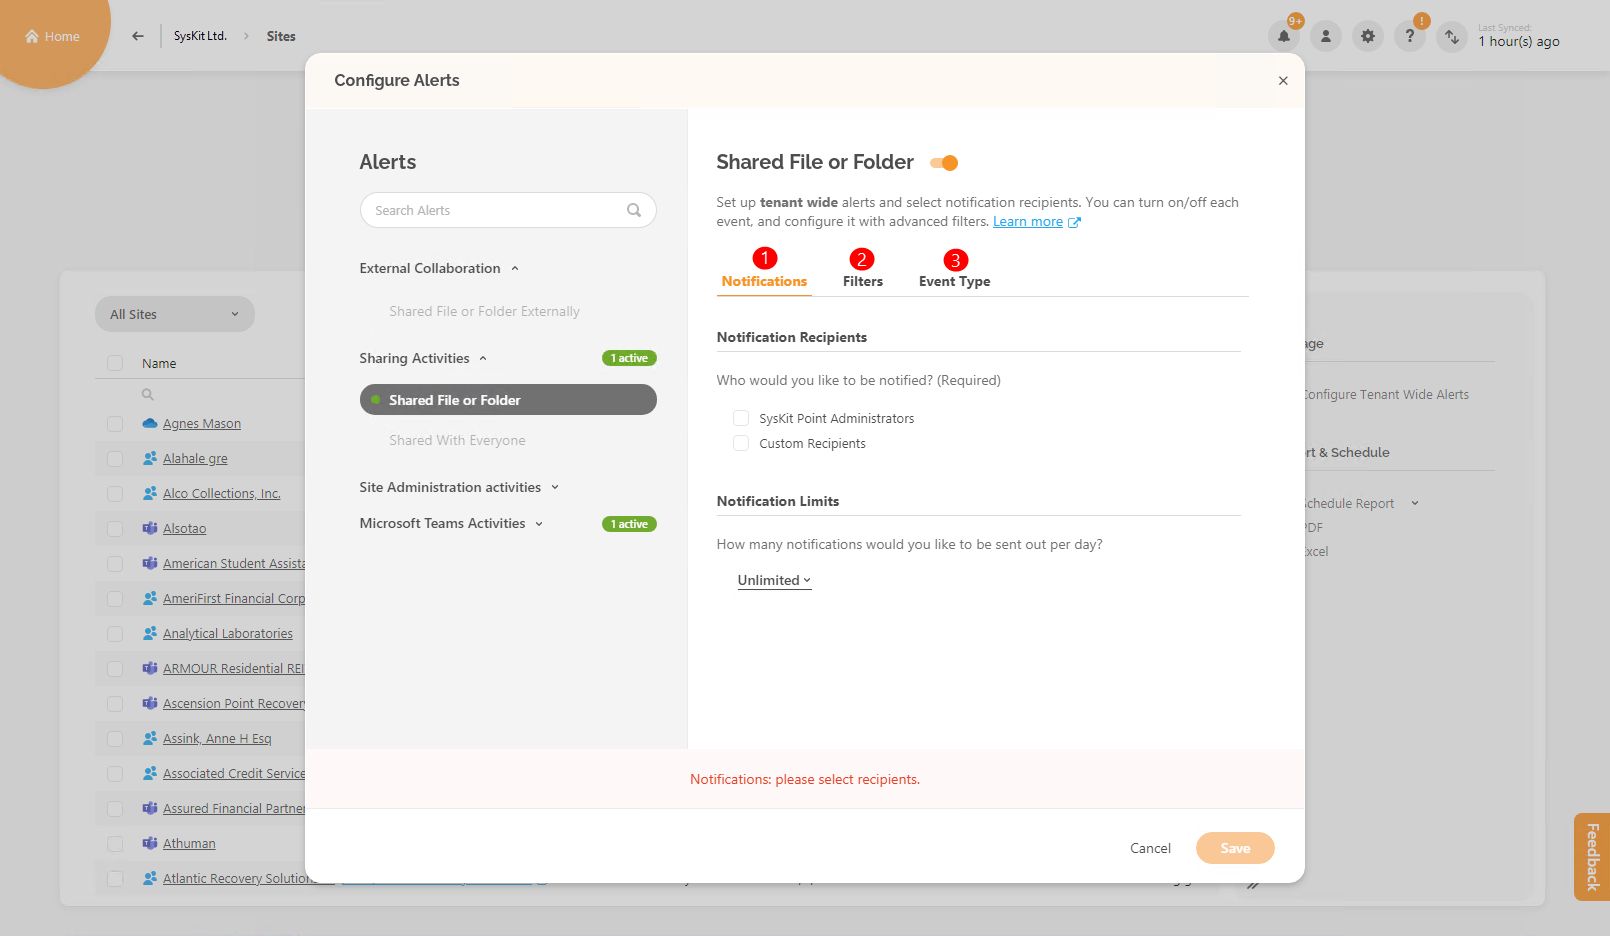 Home
SysKit Ltd.
Sites
9+
!
?
Last Synced:
1 hour(s) ago
Configure Alerts
Alerts
Search Alerts
External Collaboration
Shared File or Folder Externally
Sharing Activities
1 active
Shared File or Folder
Shared With Everyone
Site Administration activities
Microsoft Teams Activities
1 active
Shared File or Folder
Set up tenant wide alerts and select notification recipients. You can turn on/off each
event, and configure it with advanced filters. Learn more
1
2
3
Notifications
Filters
Event Type
Notification Recipients
Who would you like to be notified? (Required)
SysKit Point Administrators
Custom Recipients
Notification Limits
How many notifications would you like to be sent out per day?
Unlimited
Notifications: please select recipients.
Cancel
Save
All Sites
Name
Agnes Mason
Alahale gre
Alco Collections, Inc.
Alsotao
American Student Assista
AmeriFirst Financial Corp
Analytical Laboratories
ARMOUR Residential REI
Ascension Point Recovery
Assink, Anne H Esq
Associated Credit Service
Assured Financial Partner
Athuman
Atlantic Recovery Solution
age
Configure Tenant Wide Alerts
rt & Schedule
Schedule Report
PDF
Excel
Feedback